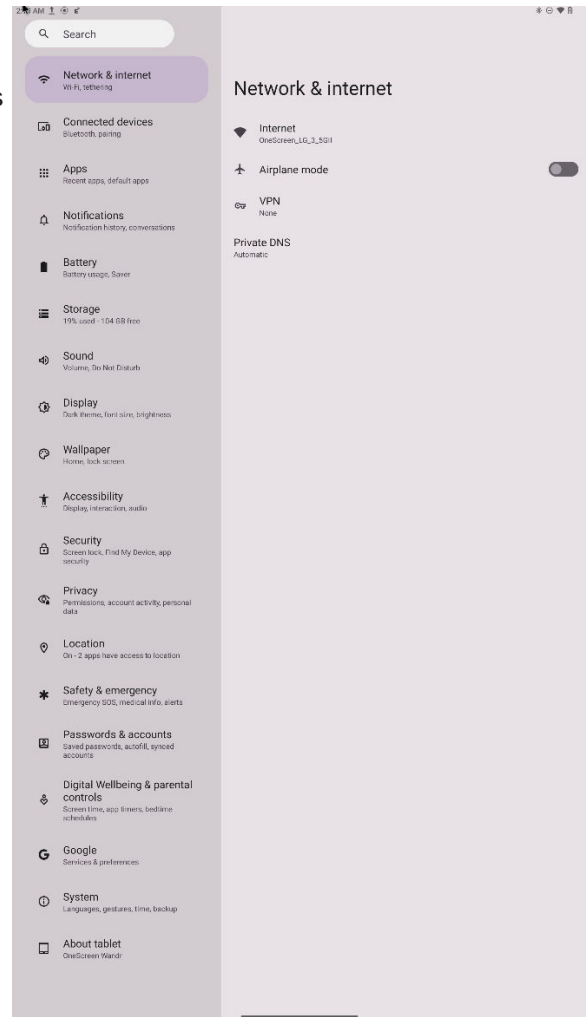 AM
Search
Network & internet
Wi-Fi, tethering
Connected devices
Bluetooth, pairing
Apps
Recent apps, default apps
Notifications
Notification history, conversations
Battery
Battery usage, Saver
Storage
19% used - 104 GB free
Sound
Volume, Do Not Disturb
Display
Dark theme, font size, brightness
Wallpaper
Home, lock screen
Accessibility
Display, interaction, audio
Security
Screen lock, Find My Device, app
security
Privacy
Permissions, account activity, personal
data
Location
On - 2 apps have access to location
Safety & emergency
Emergency SOS, medical info, alerts
Passwords & accounts
Saved passwords, autofill, synced
accounts
Digital Wellbeing & parental
controls
Screen time, app timers, bedtime
schedules
Google
Services & preferences
System
Languages, gestures, time, backup
About tablet
OneScreen Wandr
Network & internet
Internet
Airplane mode
VPN
None
Private DNS
Automatic